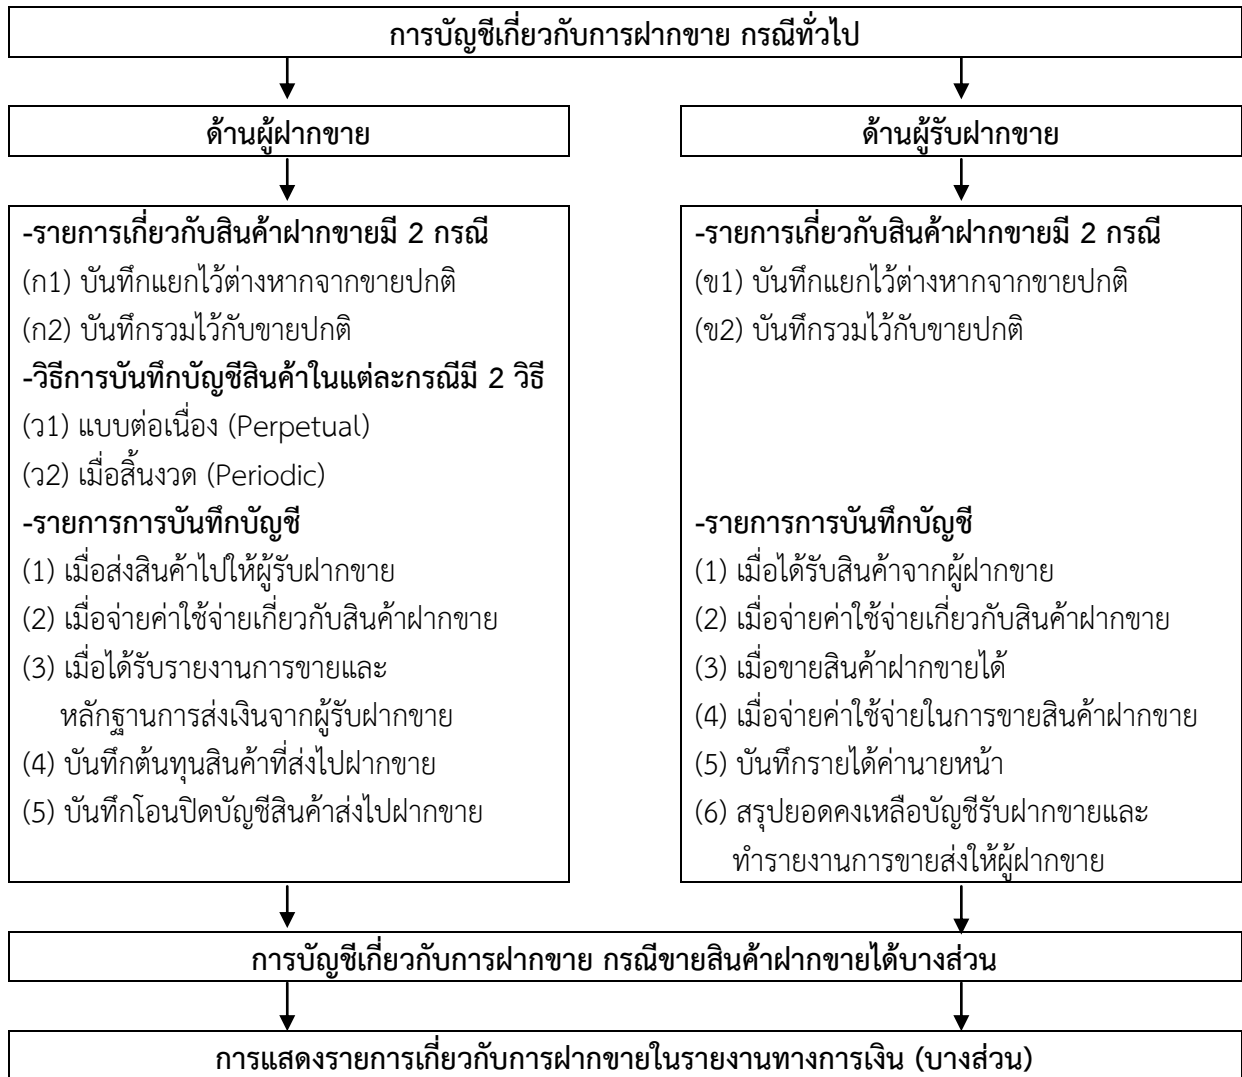 การบัญชีเกี่ยวกับการฝากขาย กรณีทั่วไป
ด้านผู้ฝากขาย
-รายการเกี่ยวกับสินค้าฝากขายมี 2 กรณี
(ก1) บันทึกแยกไว้ต่างหากจากขายปกติ
(ก2) บันทึกรวมไว้กับขายปกติ
-วิธีการบันทึกบัญชีสินค้าในแต่ละกรณีมี 2 วิธี
(ว1) แบบต่อเนื่อง (Perpetual)
(ว2) เมื่อสิ้นงวด (Periodic)
-รายการการบันทึกบัญชี
(1) เมื่อส่งสินค้าไปให้ผู้รับฝากขาย
(2) เมื่อจ่ายค่าใช้จ่ายเกี่ยวกับสินค้าฝากขาย
(3) เมื่อได้รับรายงานการขายและ
หลักฐานการส่งเงินจากผู้รับฝากขาย
(4) บันทึกต้นทุนสินค้าที่ส่งไปฝากขาย
(5) บันทึกโอนปิดบัญชีสินค้าส่งไปฝากขาย
ด้านผู้รับฝากขาย
-รายการเกี่ยวกับสินค้าฝากขายมี 2 กรณี
(ข1) บันทึกแยกไว้ต่างหากจากขายปกติ
(ข2) บันทึกรวมไว้กับขายปกติ
-รายการการบันทึกบัญชี
(1) เมื่อได้รับสินค้าจากผู้ฝากขาย
(2) เมื่อจ่ายค่าใช้จ่ายเกี่ยวกับสินค้าฝากขาย
(3) เมื่อขายสินค้าฝากขายได้
(4) เมื่อจ่ายค่าใช้จ่ายในการขายสินค้าฝากขาย
(5) บันทึกรายได้ค่านายหน้า
(6) สรุปยอดคงเหลือบัญชีรับฝากขายและ
ทำรายงานการขายส่งให้ผู้ฝากขาย
การบัญชีเกี่ยวกับการฝากขาย กรณีขายสินค้าฝากขายได้บางส่วน
การแสดงรายการเกี่ยวกับการฝากขายในรายงานทางการเงิน (บางส่วน)